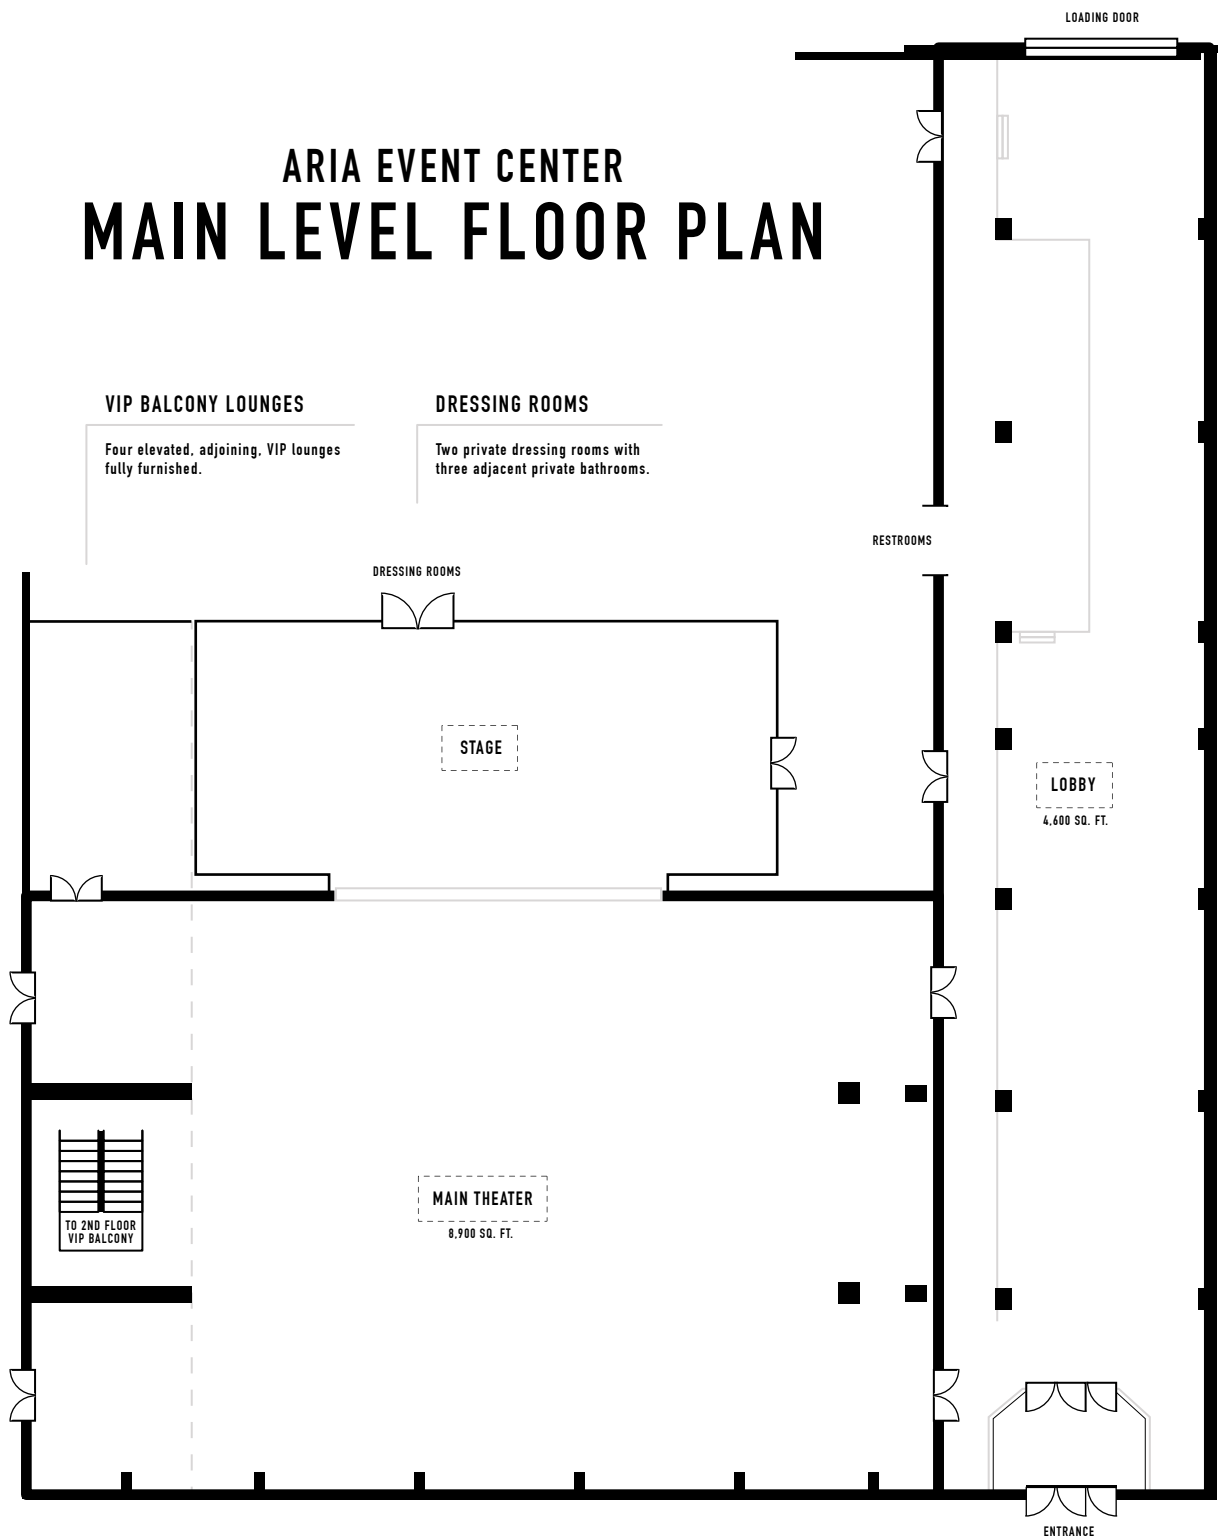 LOADING DOOR
ARIA EVENT CENTER
MAIN LEVEL FLOOR PLAN
VIP BALCONY LOUNGES
Four elevated, adjoining, VIP lounges
fully furnished.
DRESSING ROOMS
Two private dressing rooms with
three adjacent private bathrooms.
RESTROOMS
DRESSING ROOMS
STAGE
LOBBY
4,600 SQ. FT.
MAIN THEATER
8,900 SQ. FT.
TO 2ND FLOOR
VIP BALCONY
ENTRANCE